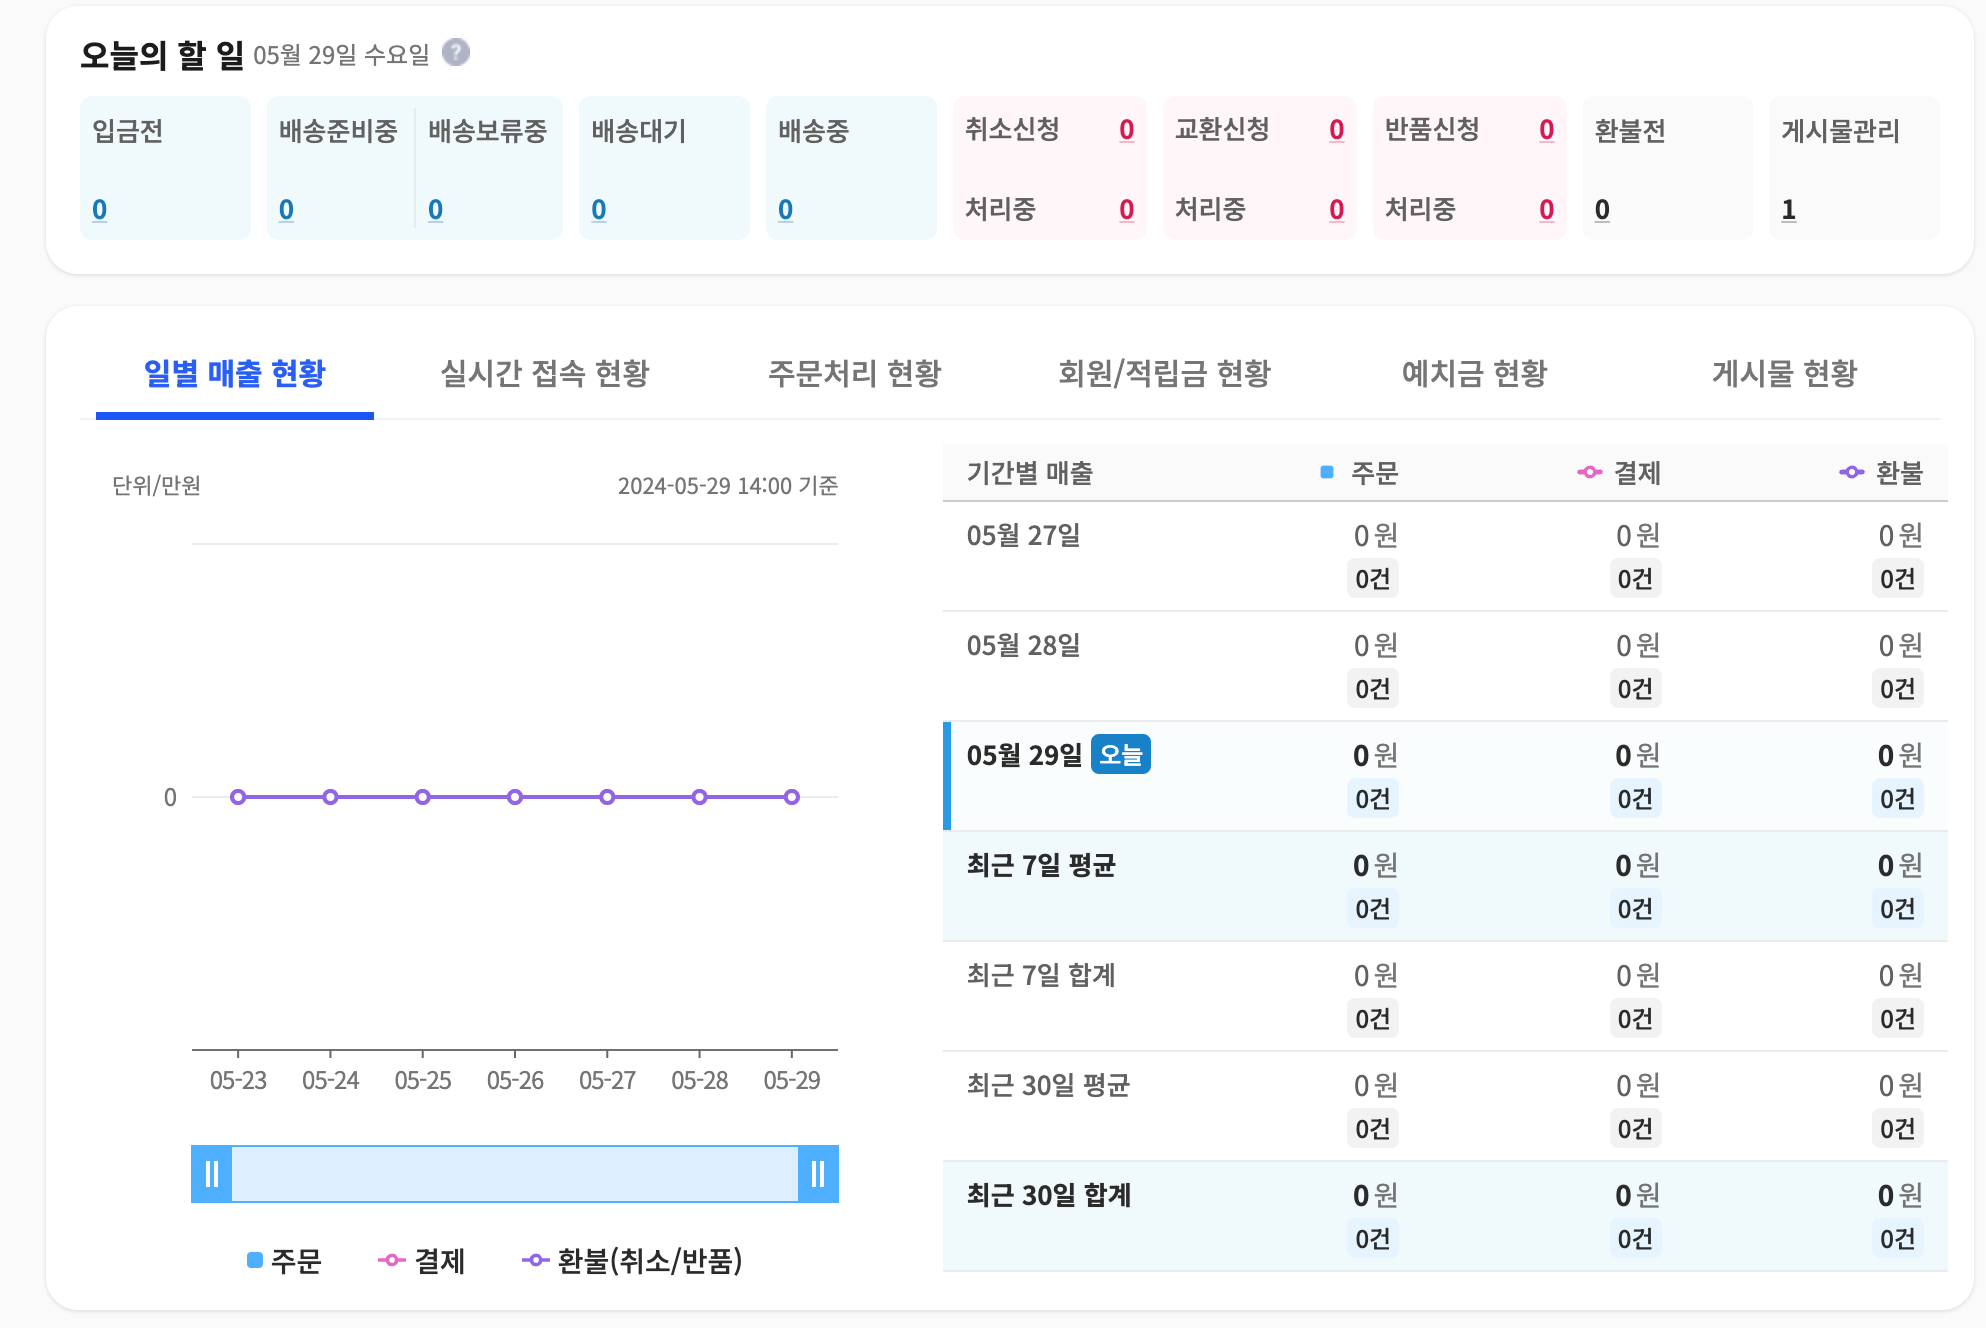 오늘의 할 일 05월 29일 수요일 ?
입금전 배송준비중 배송보류중 배송대기 배송중 취소신청 0 교환신청 0 반품신청 0 환불전 게시물관리
0 0 0 0 0 처리중 0 처리중 0 처리중 0 0 1
일별 매출 현황 실시간 접속 현황 주문처리 현황 회원/적립금 현황 예치금 현황 게시물 현황
단위/만원 2024-05-29 14:00 기준
0
05-23 05-24 05-25 05-26 05-27 05-28 05-29
주문 결제 환불(취소/반품)
기간별 매출 주문 결제 환불
05월 27일 0원 0원 0원
0건 0건 0건
05월 28일 0원 0원 0원
0건 0건 0건
05월 29일 오늘 0원 0원 0원
0건 0건 0건
최근 7일 평균 0원 0원 0원
0건 0건 0건
최근 7일 합계 0원 0원 0원
0건 0건 0건
최근 30일 평균 0원 0원 0원
0건 0건 0건
최근 30일 합계 0원 0원 0원
0건 0건 0건